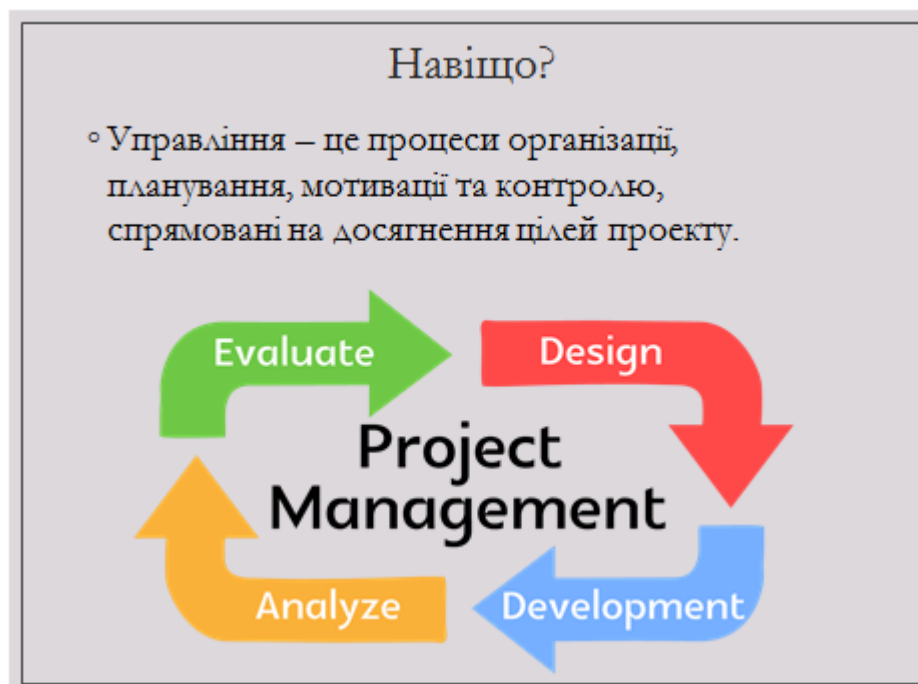 Навіщо?
° Управління – це процеси організації,
планування, мотивації та контролю,
спрямовані на досягнення цілей проекту.
Evaluate
Design
Project
Management
Analyze
Development